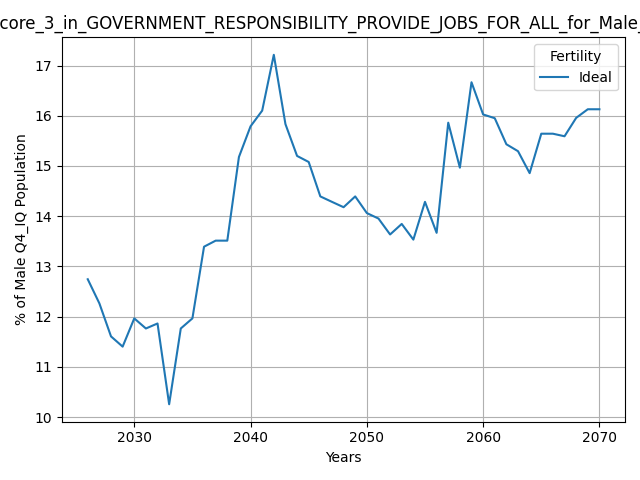 core_3_in_GOVERNMENT_RESPONSIBILITY_PROVIDE_JOBS_FOR_ALL_for_Male_
Fertility
Ideal
17
16
15
14
13
12
11
10
% of Male Q4_IQ Population
2030 2040 2050 2060 2070
Years